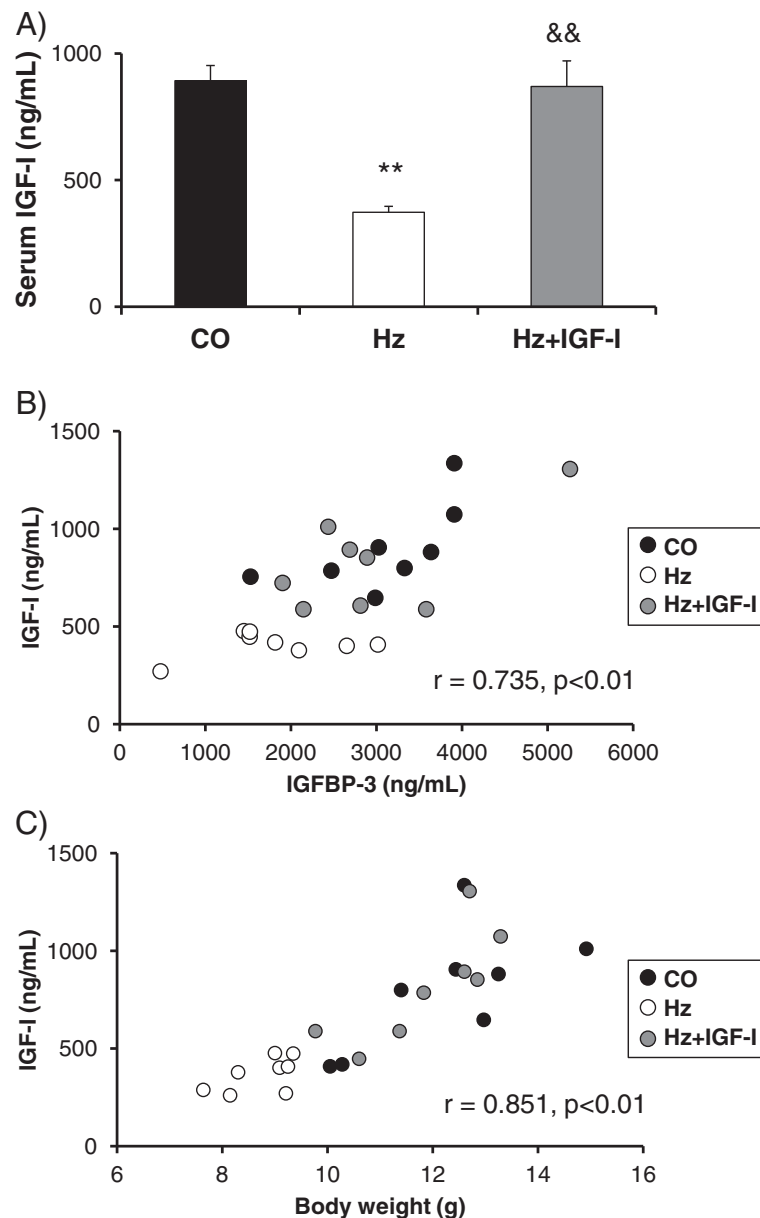 A)
Serum IGF-I (ng/mL)
1000
500
0
**
&&
CO Hz Hz+IGF-I
B)
IGF-I (ng/mL)
1500
1000
500
0
CO
Hz
Hz+IGF-I
r = 0.735, p<0.01
0 1000 2000 3000 4000 5000 6000
IGFBP-3 (ng/mL)
C)
IGF-I (ng/mL)
1500
1000
500
0
CO
Hz
Hz+IGF-I
r = 0.851, p<0.01
6 8 10 12 14 16
Body weight (g)